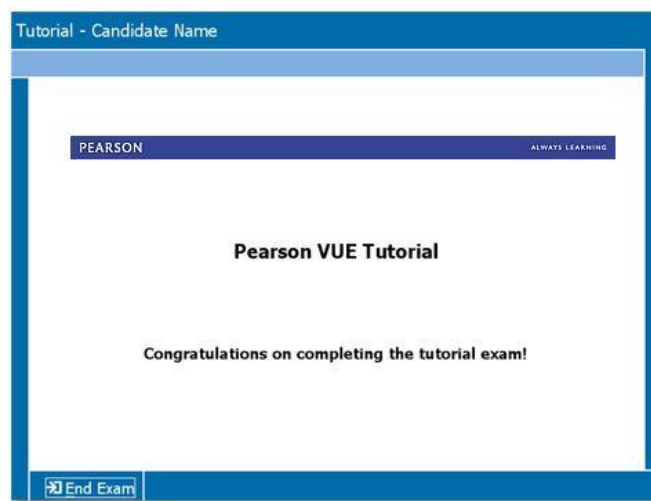 Tutorial - Candidate Name
PEARSON ALWAYS LEARNING
Pearson VUE Tutorial
Congratulations on completing the tutorial exam!
End Exam